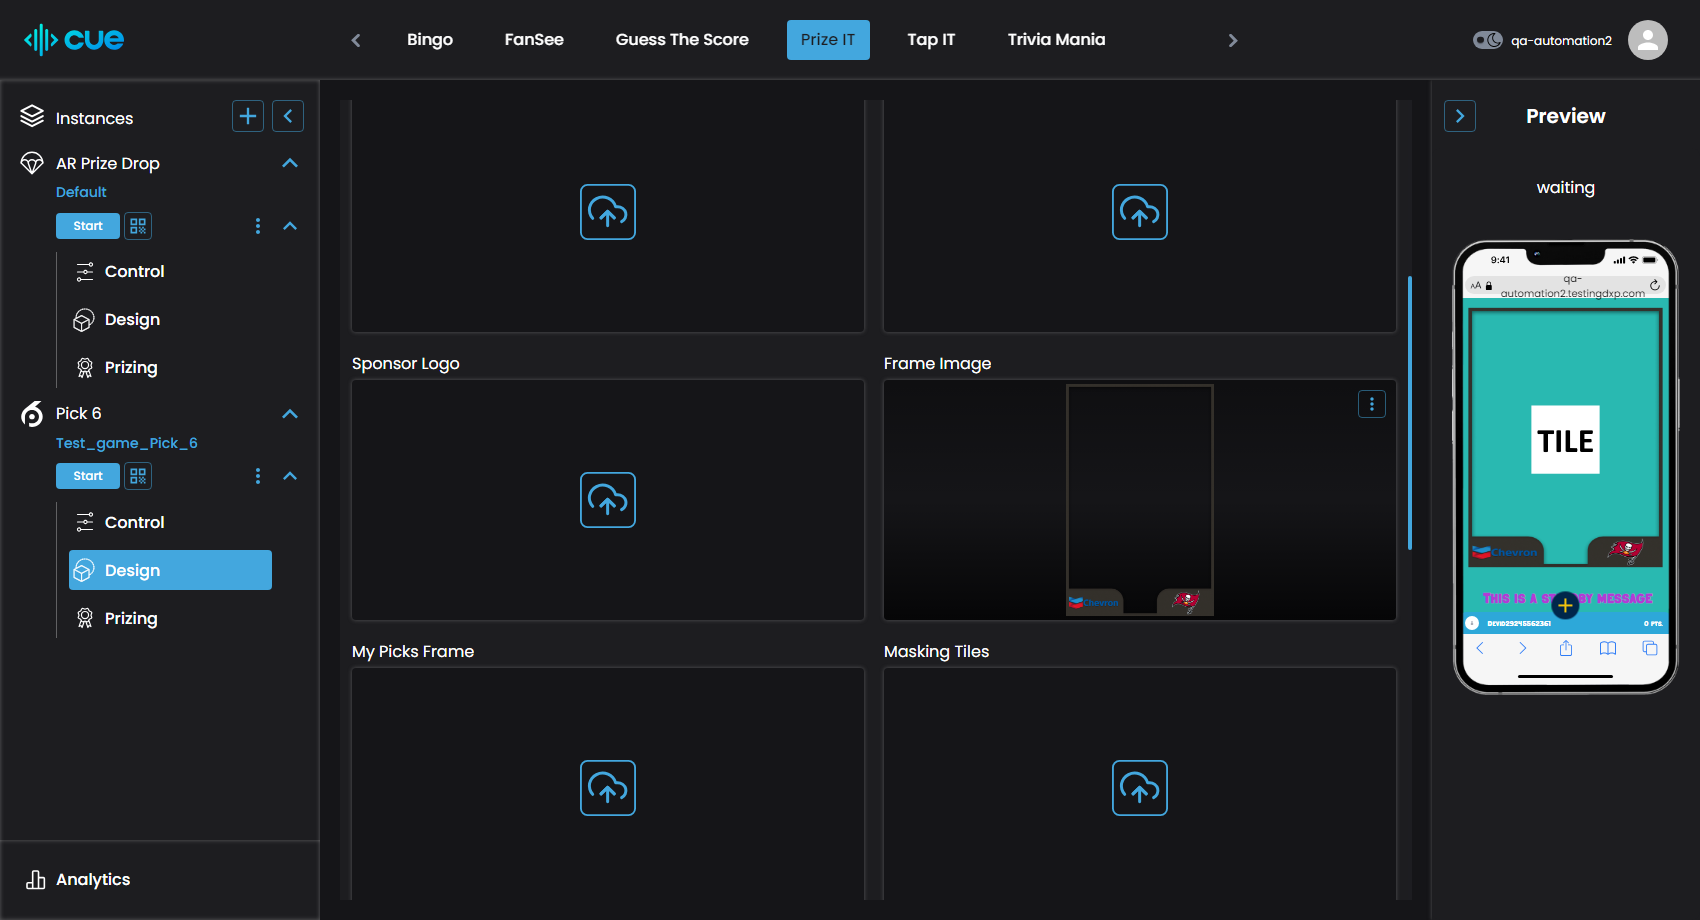 cue
Bingo
FanSee
Guess The Score
Prize IT
Tap IT
Trivia Mania
qa-automation2
Instances
AR Prize Drop
Default
Start
Control
Design
Prizing
Pick 6
Test_game_Pick_6
Start
Control
Design
Prizing
Analytics
Sponsor Logo
Frame Image
Chevron
My Picks Frame
Masking Tiles
Preview
waiting
9:41
AA
qa-
automation2.testingdxp.com
TILE
Chevron
THIS IS A ST BY MESSAGE
0 PTS.